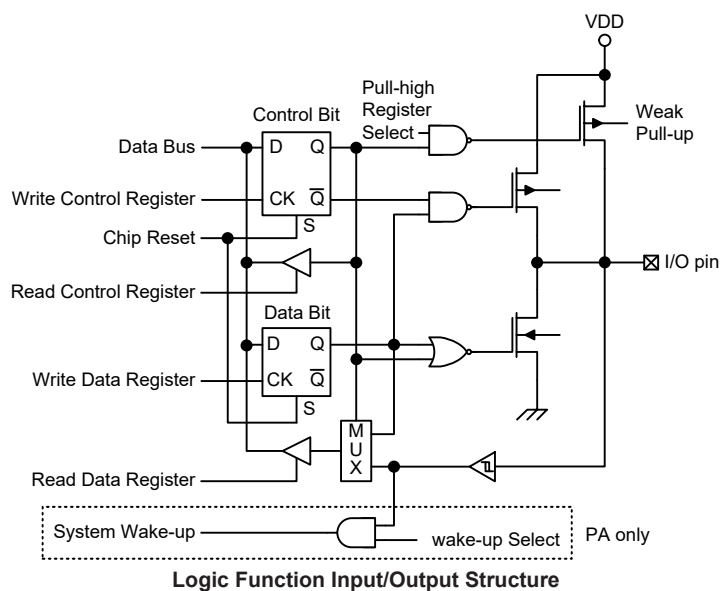 VDD
Pull-high
Register
Select
Control Bit
Weak
Pull-up
Data Bus
D
Q
Write Control Register
CK
Q
S
Chip Reset
I/O pin
Read Control Register
Data Bit
D
Q
Write Data Register
CK
Q
S
M
U
X
Read Data Register
System Wake-up
wake-up Select
PA only
Logic Function Input/Output Structure